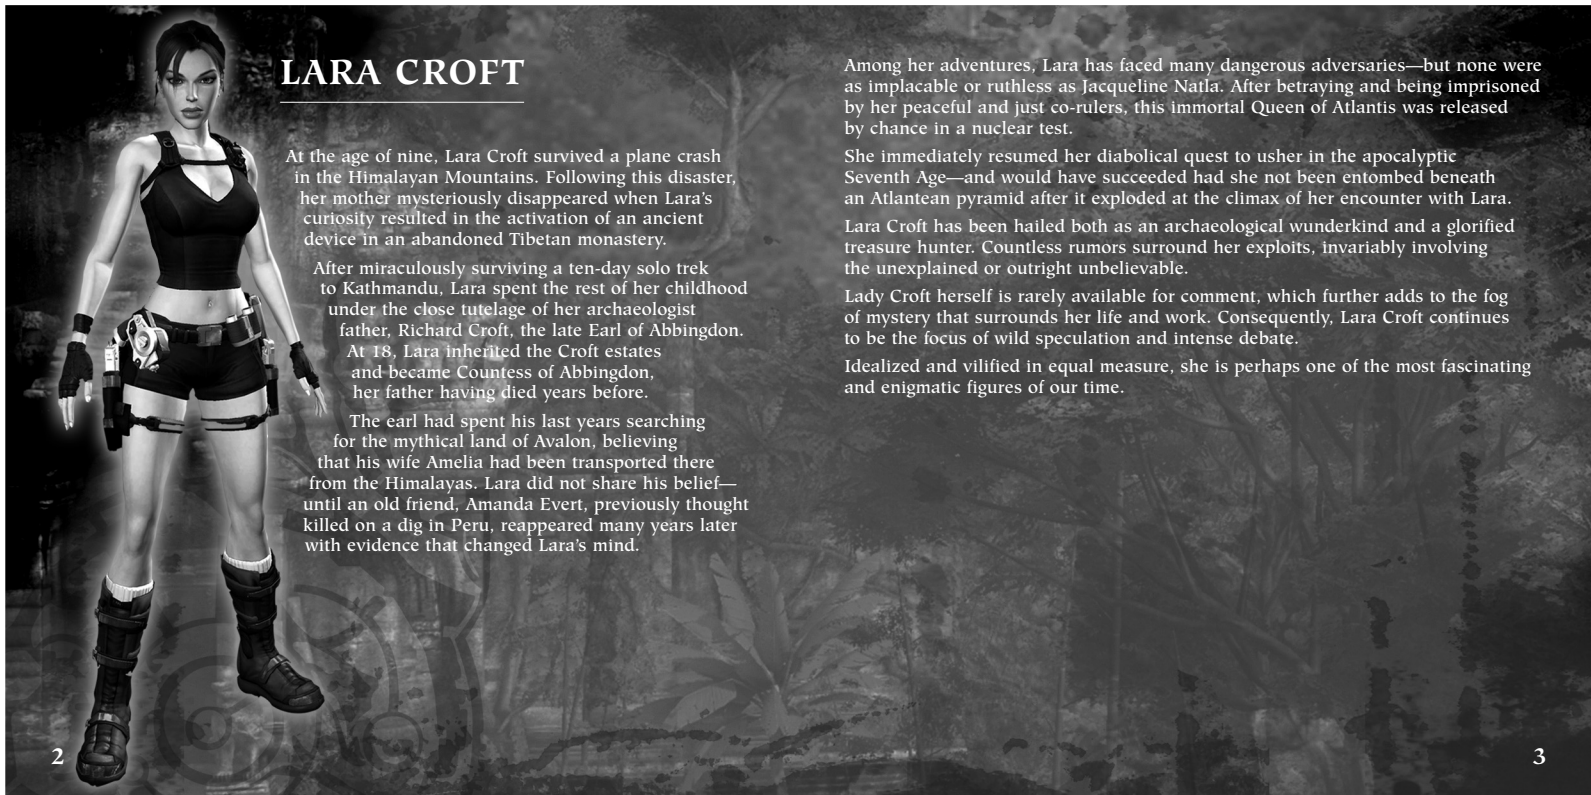 LARA CROFT
At the age of nine, Lara Croft survived a plane crash
in the Himalayan Mountains. Following this disaster,
her mother mysteriously disappeared when Lara's
curiosity resulted in the activation of an ancient
device in an abandoned Tibetan monastery.
After miraculously surviving a ten-day solo trek
to Kathmandu, Lara spent the rest of her childhood
under the close tutelage of her archaeologist
father, Richard Croft, the late Earl of Abbingdon.
At 18, Lara inherited the Croft estates
and became Countess of Abbingdon,
her father having died years before.
The earl had spent his last years searching
for the mythical land of Avalon, believing
that his wife Amelia had been transported there
from the Himalayas. Lara did not share his belief—
until an old friend, Amanda Evert, previously thought
killed on a dig in Peru, reappeared many years later
with evidence that changed Lara's mind.
2
Among her adventures, Lara has faced many dangerous adversaries—but none were
as implacable or ruthless as Jacqueline Natla. After betraying and being imprisoned
by her peaceful and just co-rulers, this immortal Queen of Atlantis was released
by chance in a nuclear test.
She immediately resumed her diabolical quest to usher in the apocalyptic
Seventh Age—and would have succeeded had she not been entombed beneath
an Atlantean pyramid after it exploded at the climax of her encounter with Lara.
Lara Croft has been hailed both as an archaeological wunderkind and a glorified
treasure hunter. Countless rumors surround her exploits, invariably involving
the unexplained or outright unbelievable.
Lady Croft herself is rarely available for comment, which further adds to the fog
of mystery that surrounds her life and work. Consequently, Lara Croft continues
to be the focus of wild speculation and intense debate.
Idealized and vilified in equal measure, she is perhaps one of the most fascinating
and enigmatic figures of our time.
3